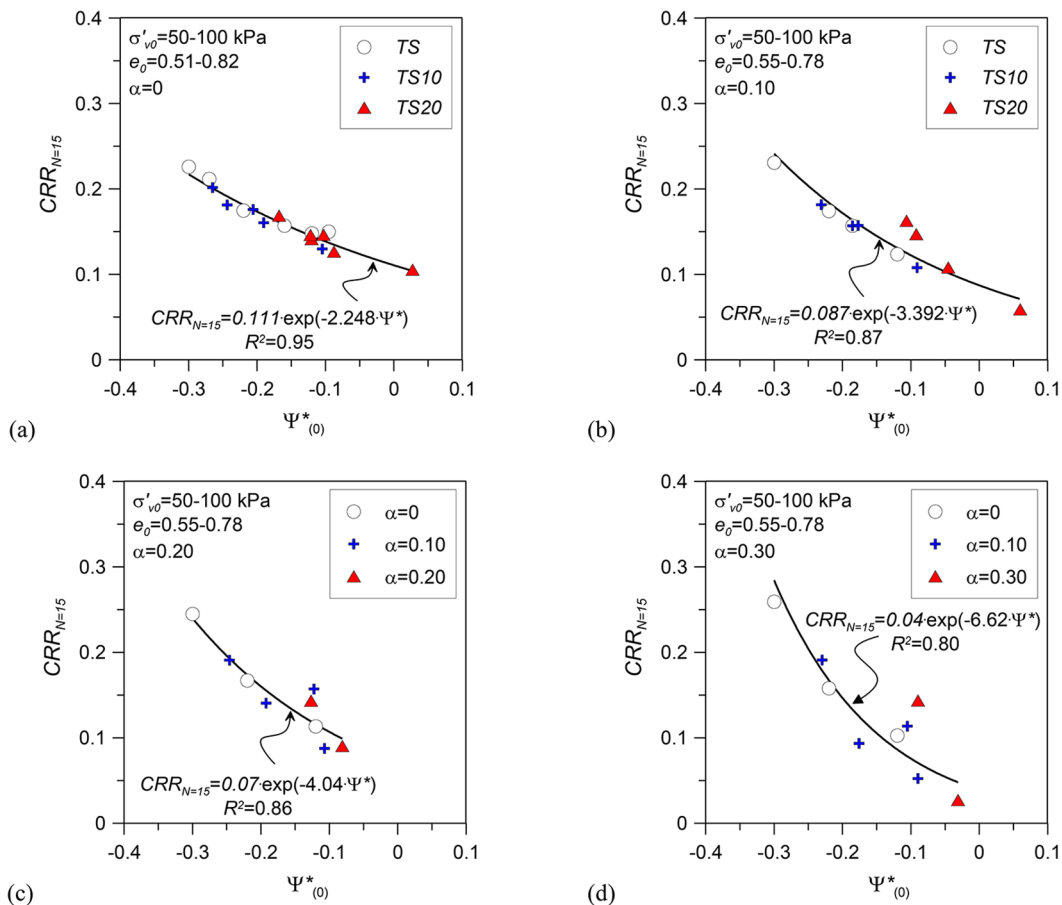 σ'v0=50-100 kPa
e0=0.51-0.82
α=0
TS
TS10
TS20
CRRN=15
0.4
0.3
0.2
0.1
0
CRRN=15=0.111·exp(-2.248·Ψ*)
R²=0.95
-0.4
-0.3
-0.2
-0.1
0
0.1
Ψ*(0)
(a)
σ'v0=50-100 kPa
e0=0.55-0.78
α=0.10
TS
TS10
TS20
CRRN=15
0.4
0.3
0.2
0.1
0
CRRN=15=0.087·exp(-3.392·Ψ*)
R²=0.87
-0.4
-0.3
-0.2
-0.1
0
0.1
Ψ*(0)
(b)
σ'v0=50-100 kPa
e0=0.55-0.78
α=0.20
α=0
α=0.10
α=0.20
CRRN=15
0.4
0.3
0.2
0.1
0
CRRN=15=0.07·exp(-4.04·Ψ*)
R²=0.86
-0.4
-0.3
-0.2
-0.1
0
0.1
Ψ*(0)
(c)
σ'v0=50-100 kPa
e0=0.55-0.78
α=0.30
α=0
α=0.10
α=0.30
CRRN=15
0.4
0.3
0.2
0.1
0
CRRN=15=0.04·exp(-6.62·Ψ*)
R²=0.80
-0.4
-0.3
-0.2
-0.1
0
0.1
Ψ*(0)
(d)